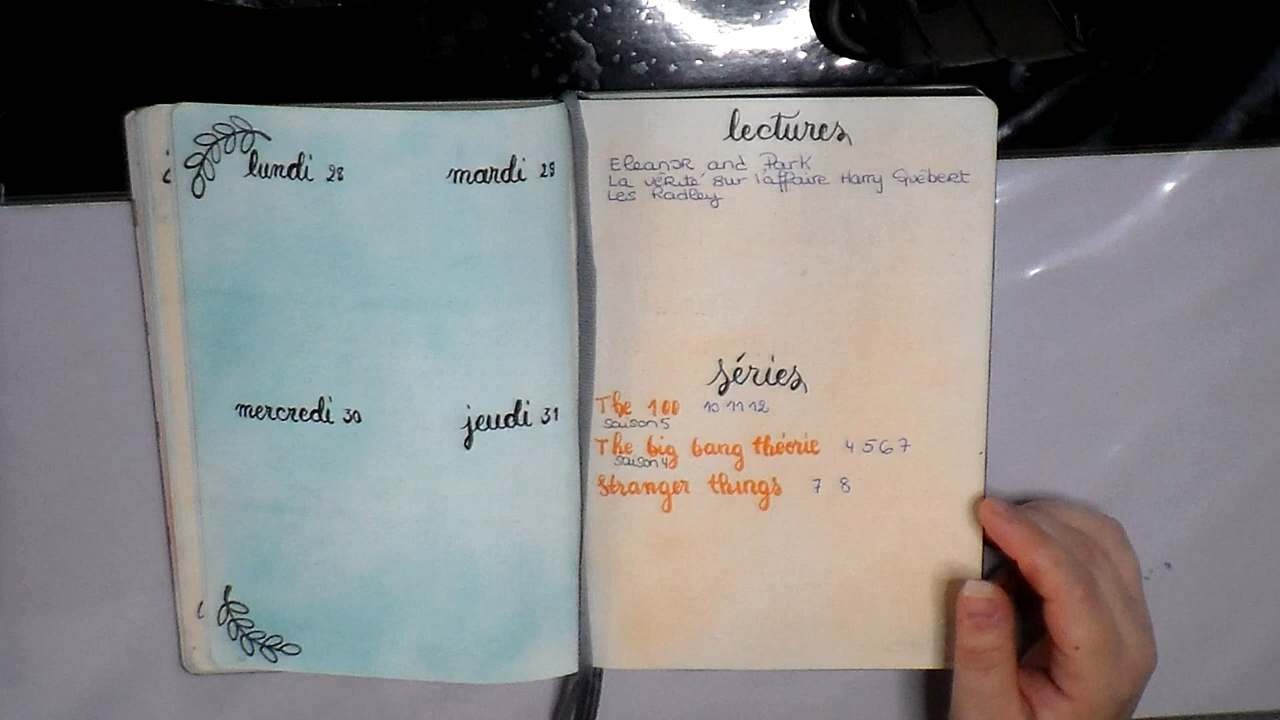 lundi 28
mardi 29
mercredi 30
jeudi 31
lectures
Eleanor and Park
La vérité sur l'affaire Harry Québert
Les Radley
séries
The 100 10 11 12
saison 5
The big bang théorie 4 5 6 7
saison 4
Stranger things 7 8